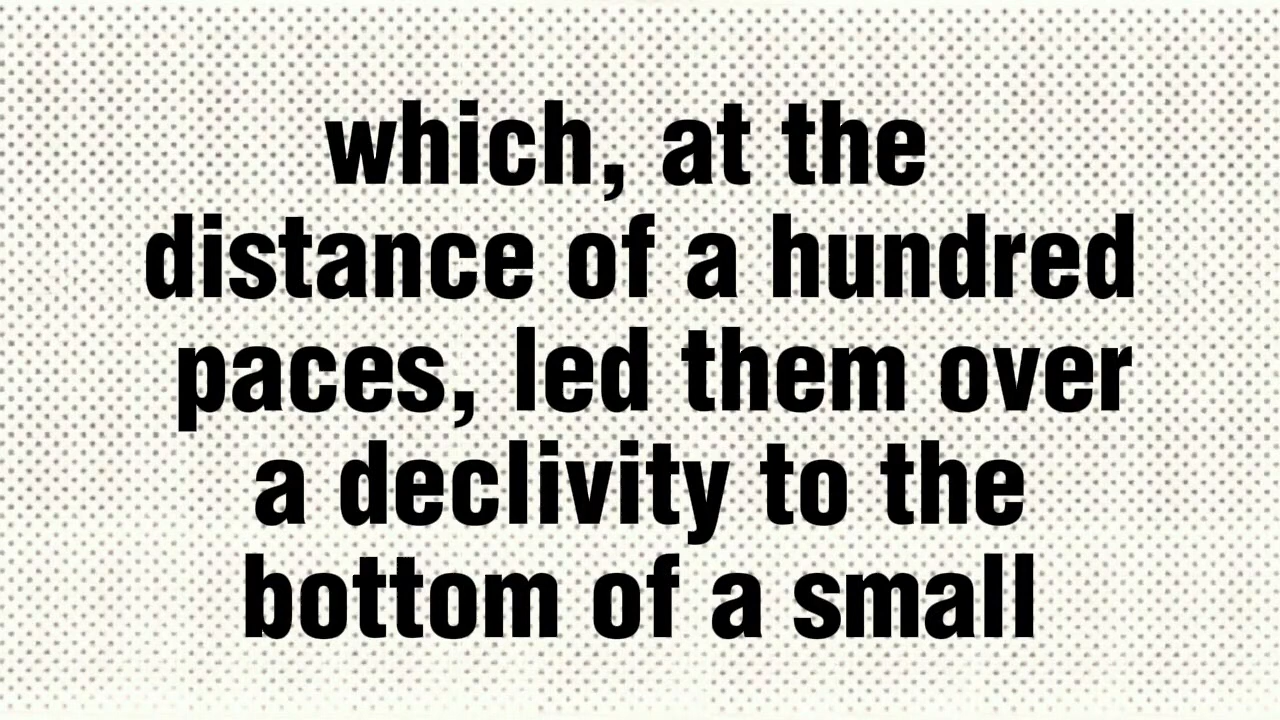 which, at the
distance of a hundred
paces, led them over
a declivity to the
bottom of a small